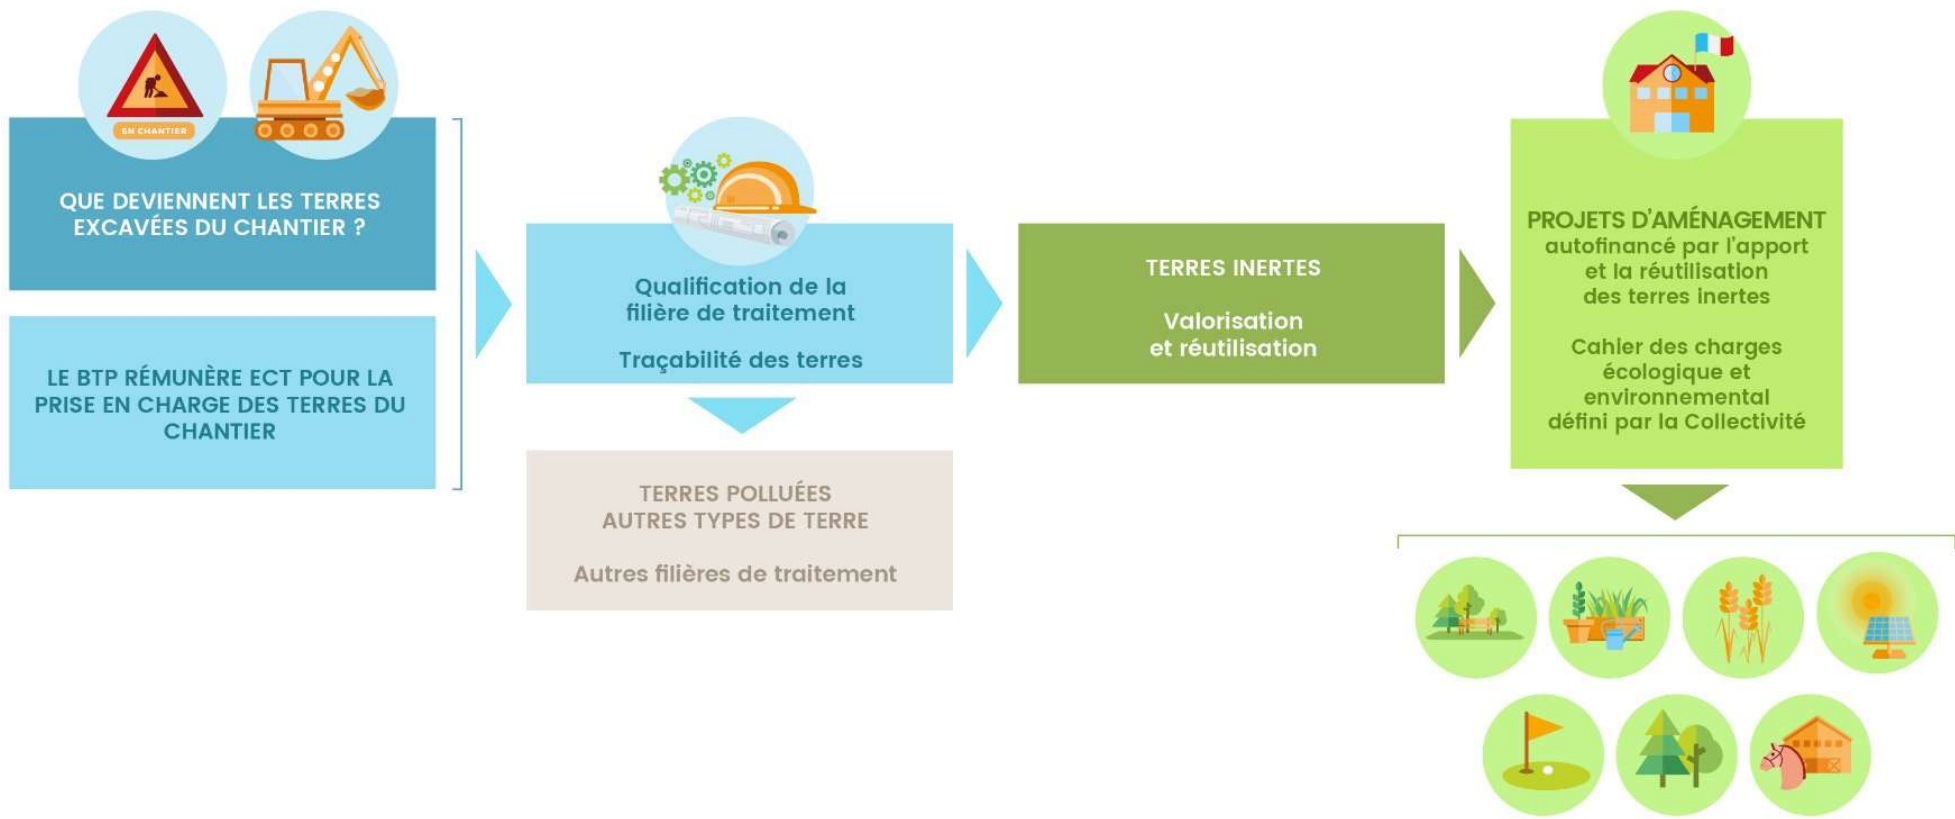 EN CHANTIER
QUE DEVIENNENT LES TERRES
EXCAVÉES DU CHANTIER ?
LE BTP RÉMUNÈRE ECT POUR LA
PRISE EN CHARGE DES TERRES DU
CHANTIER
Qualification de la
filière de traitement
Traçabilité des terres
TERRES POLLUÉES
AUTRES TYPES DE TERRE
Autres filières de traitement
TERRES INERTES
Valorisation
et réutilisation
PROJETS D'AMÉNAGEMENT
autofinancé par l'apport
et la réutilisation
des terres inertes
Cahier des charges
écologique et
environnemental
défini par la Collectivité